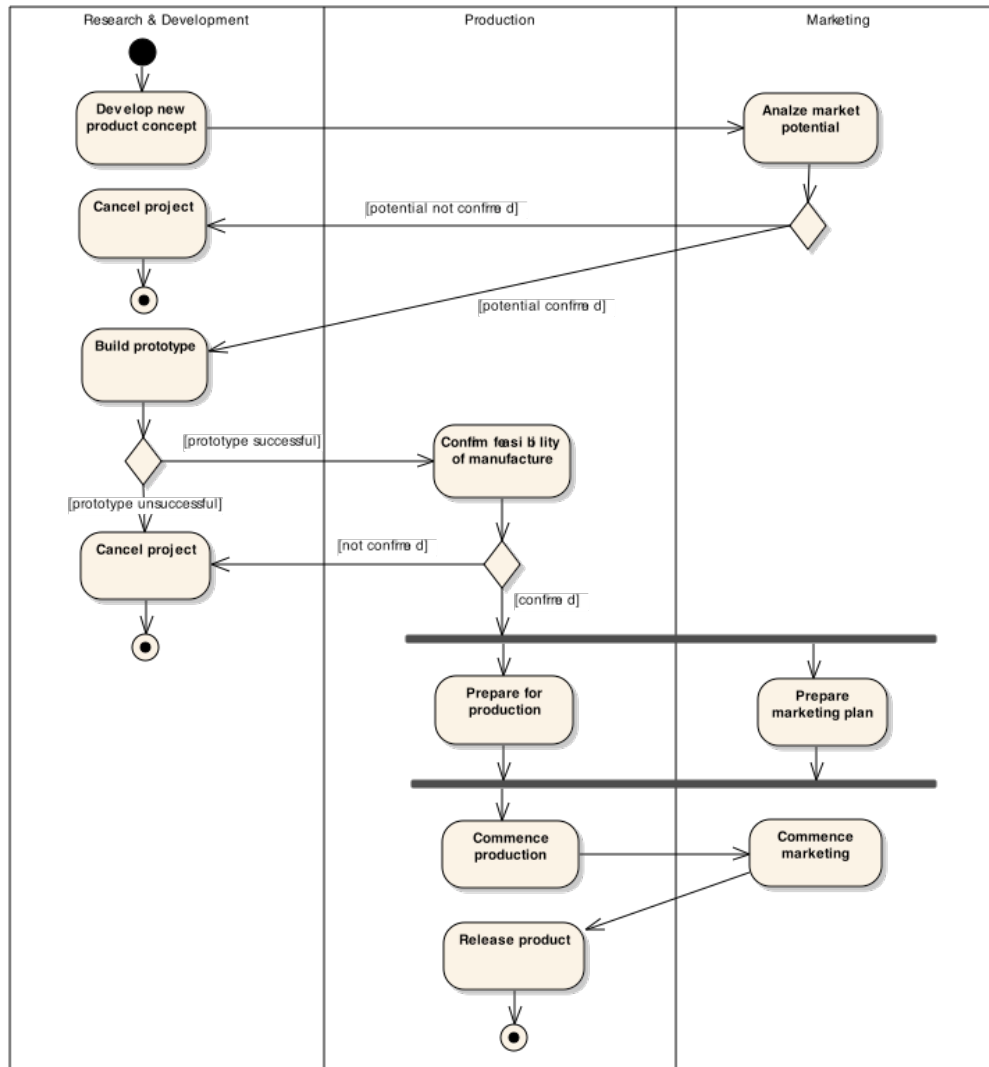 Research & Development
Production
Marketing
Develop new
product concept
Analze market
potential
Cancel project
[potential not confirmed]
[potential confirmed]
Build prototype
[prototype successful]
Confirm feasibility
of manufacture
[prototype unsuccessful]
Cancel project
[not confirmed]
[confirmed]
Prepare for
production
Prepare
marketing plan
Commence
production
Commence
marketing
Release product